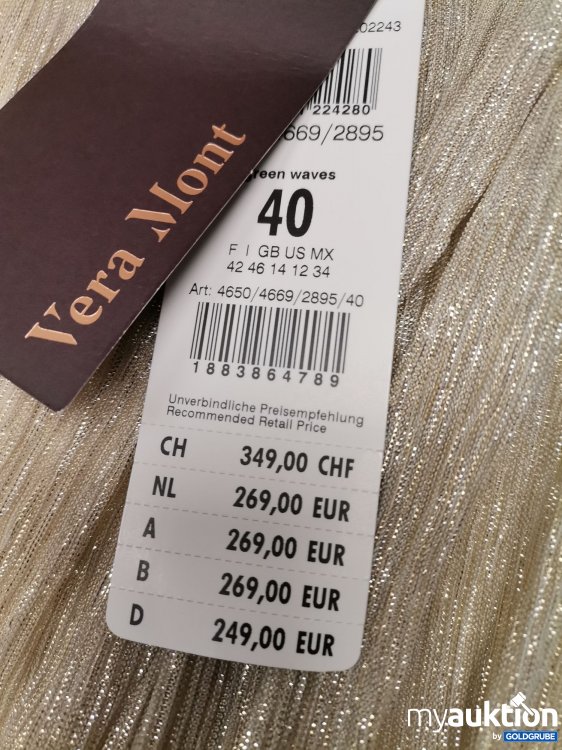 Vera Mont
202243
224280
4669/2895
green waves
40
F I GB US MX
42 46 14 12 34
Art: 4650/4669/2895/40
1883864789
Unverbindliche Preisempfehlung
Recommended Retail Price
CH 349,00 CHF
NL 269,00 EUR
A 269,00 EUR
B 269,00 EUR
D 249,00 EUR
myauktion
by GOLDGRUBE